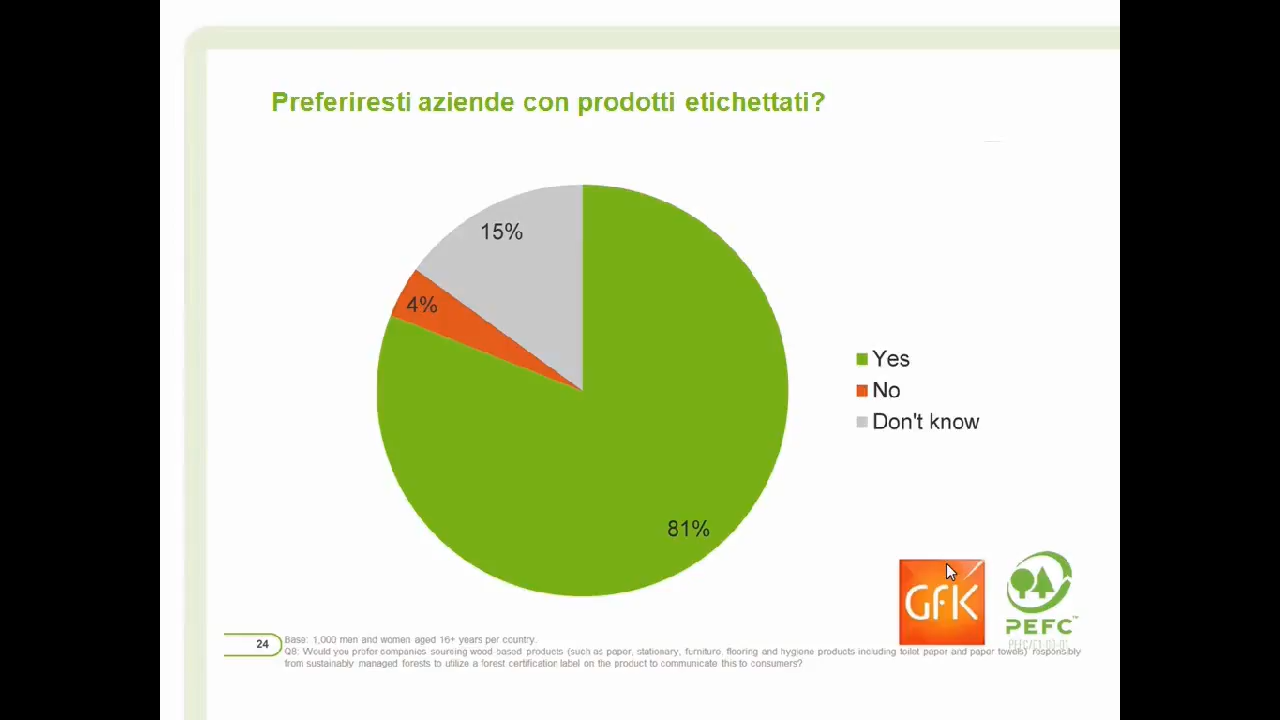 Preferiresti aziende con prodotti etichettati?
15%
4%
81%
Yes
No
Don't know
GfK
PEFC™
24
Base: 1,000 men and women aged 16+ years per country.
Q8: Would you prefer companies sourcing wood based products (such as paper, stationary, furniture, flooring and hygiene products including toilet paper and paper towels) responsibly
from sustainably managed forests to utilize a forest certification label on the product to communicate this to consumers?